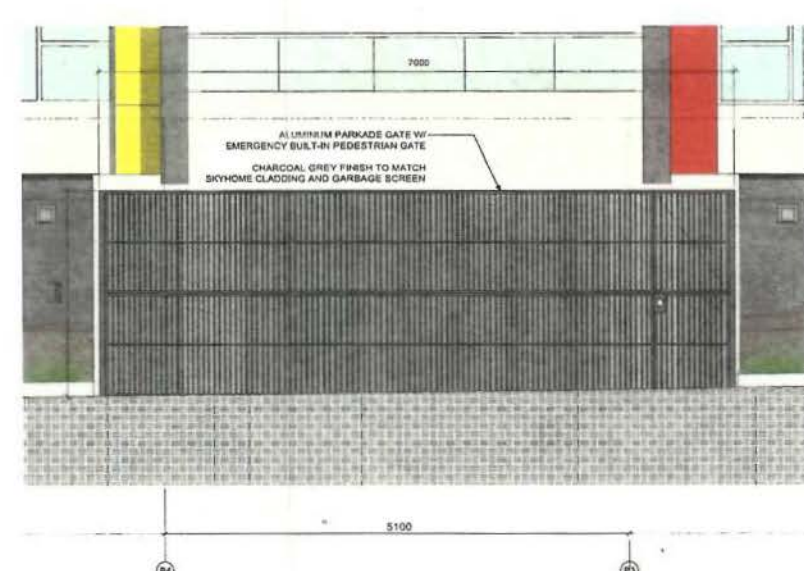 7000
ALUMINUM PARKADE GATE W/
EMERGENCY BUILT-IN PEDESTRIAN GATE
CHARCOAL GREY FINISH TO MATCH
SKYHOME CLADDING AND GARBAGE SCREEN
5100